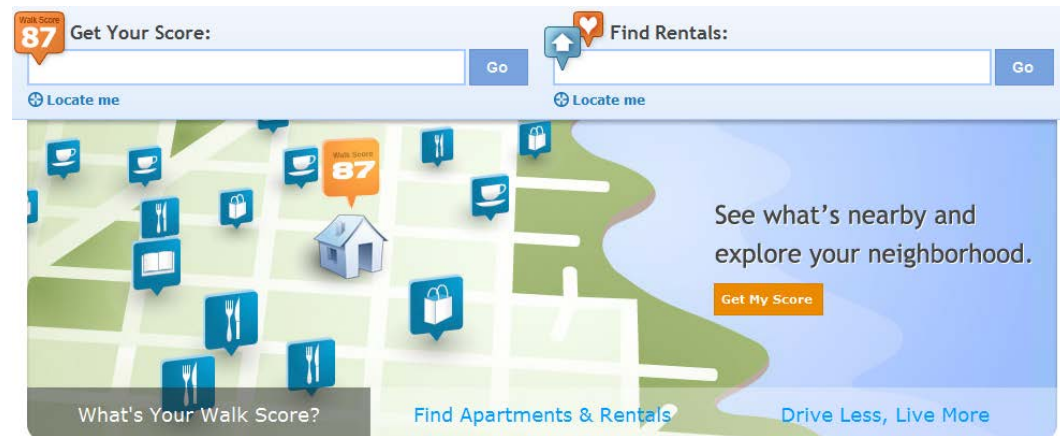 Walk Score
87
Get Your Score:
Go
Locate me
Find Rentals:
Go
Locate me
Walk Score
87
See what's nearby and
explore your neighborhood.
Get My Score
What's Your Walk Score?
Find Apartments & Rentals
Drive Less, Live More